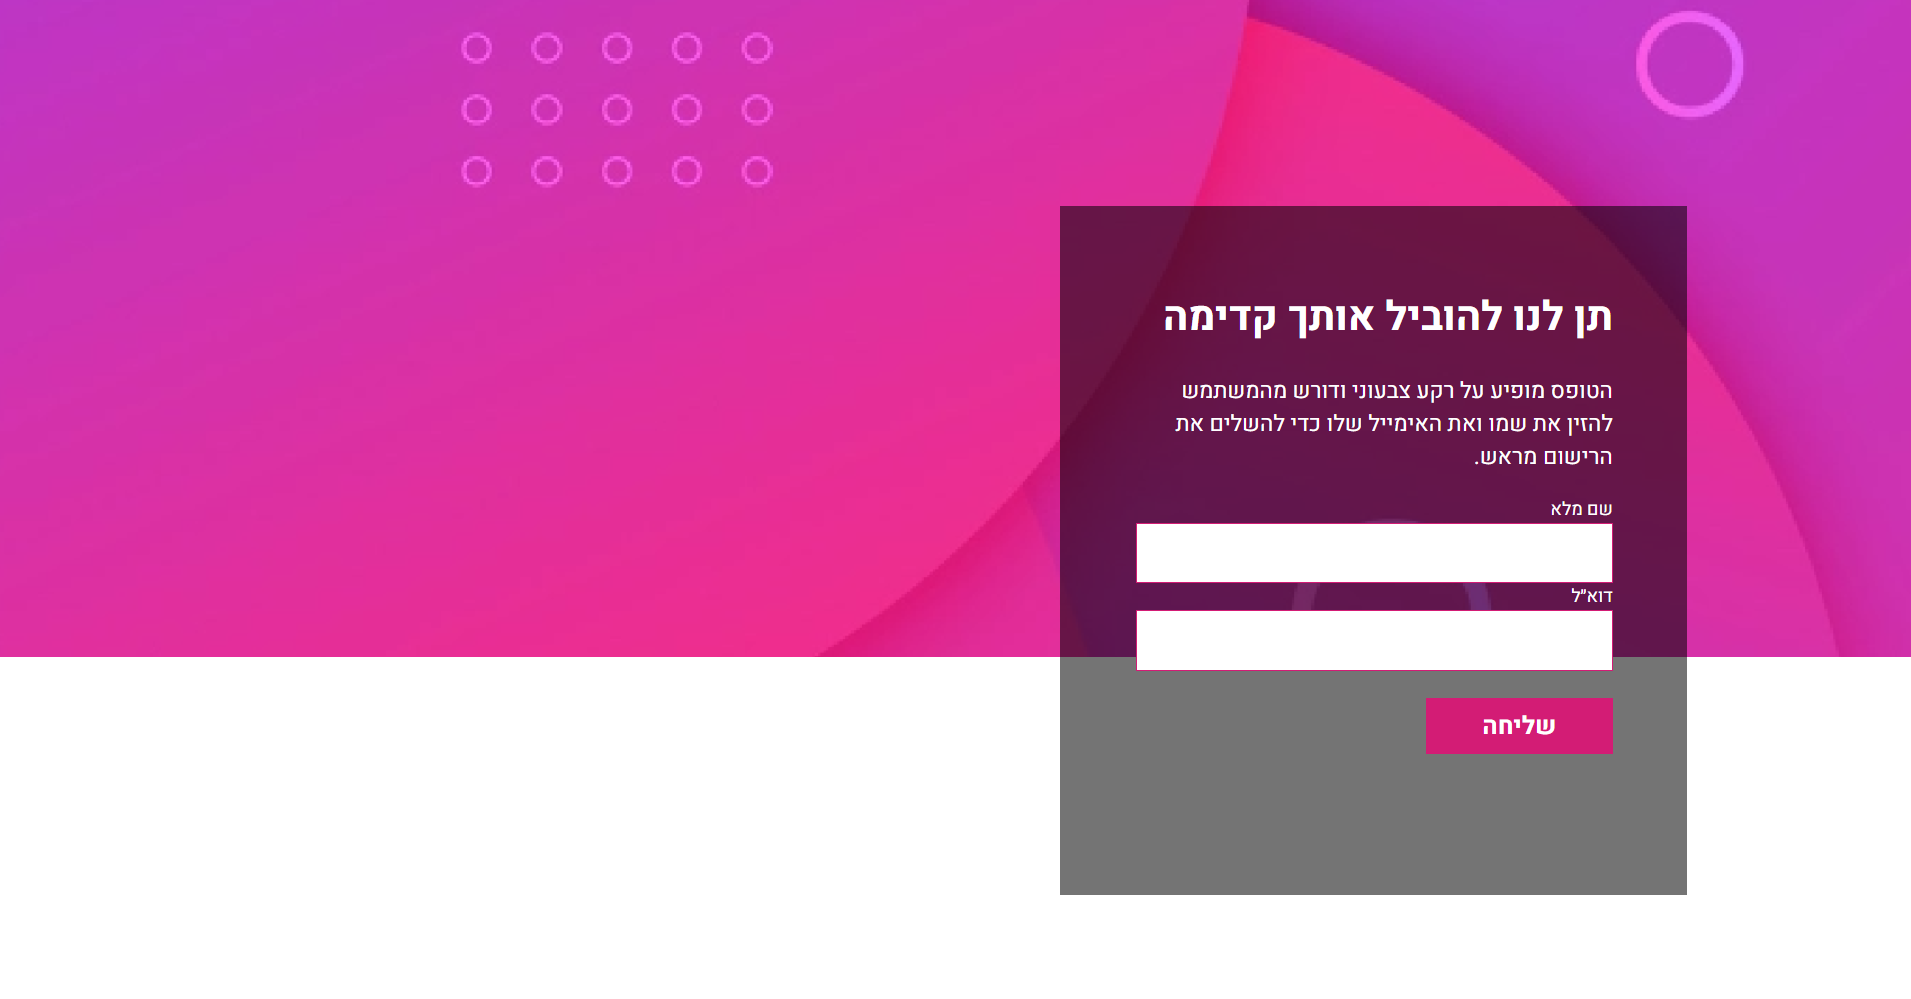 תן לנו להוביל אותך קדימה
הטופס מופיע על רקע צבעוני ודורש מהמשתמש
להזין את שמו ואת האימייל שלו כדי להשלים את
הרישום מראש.
שם מלא
דוא״ל
שליחה